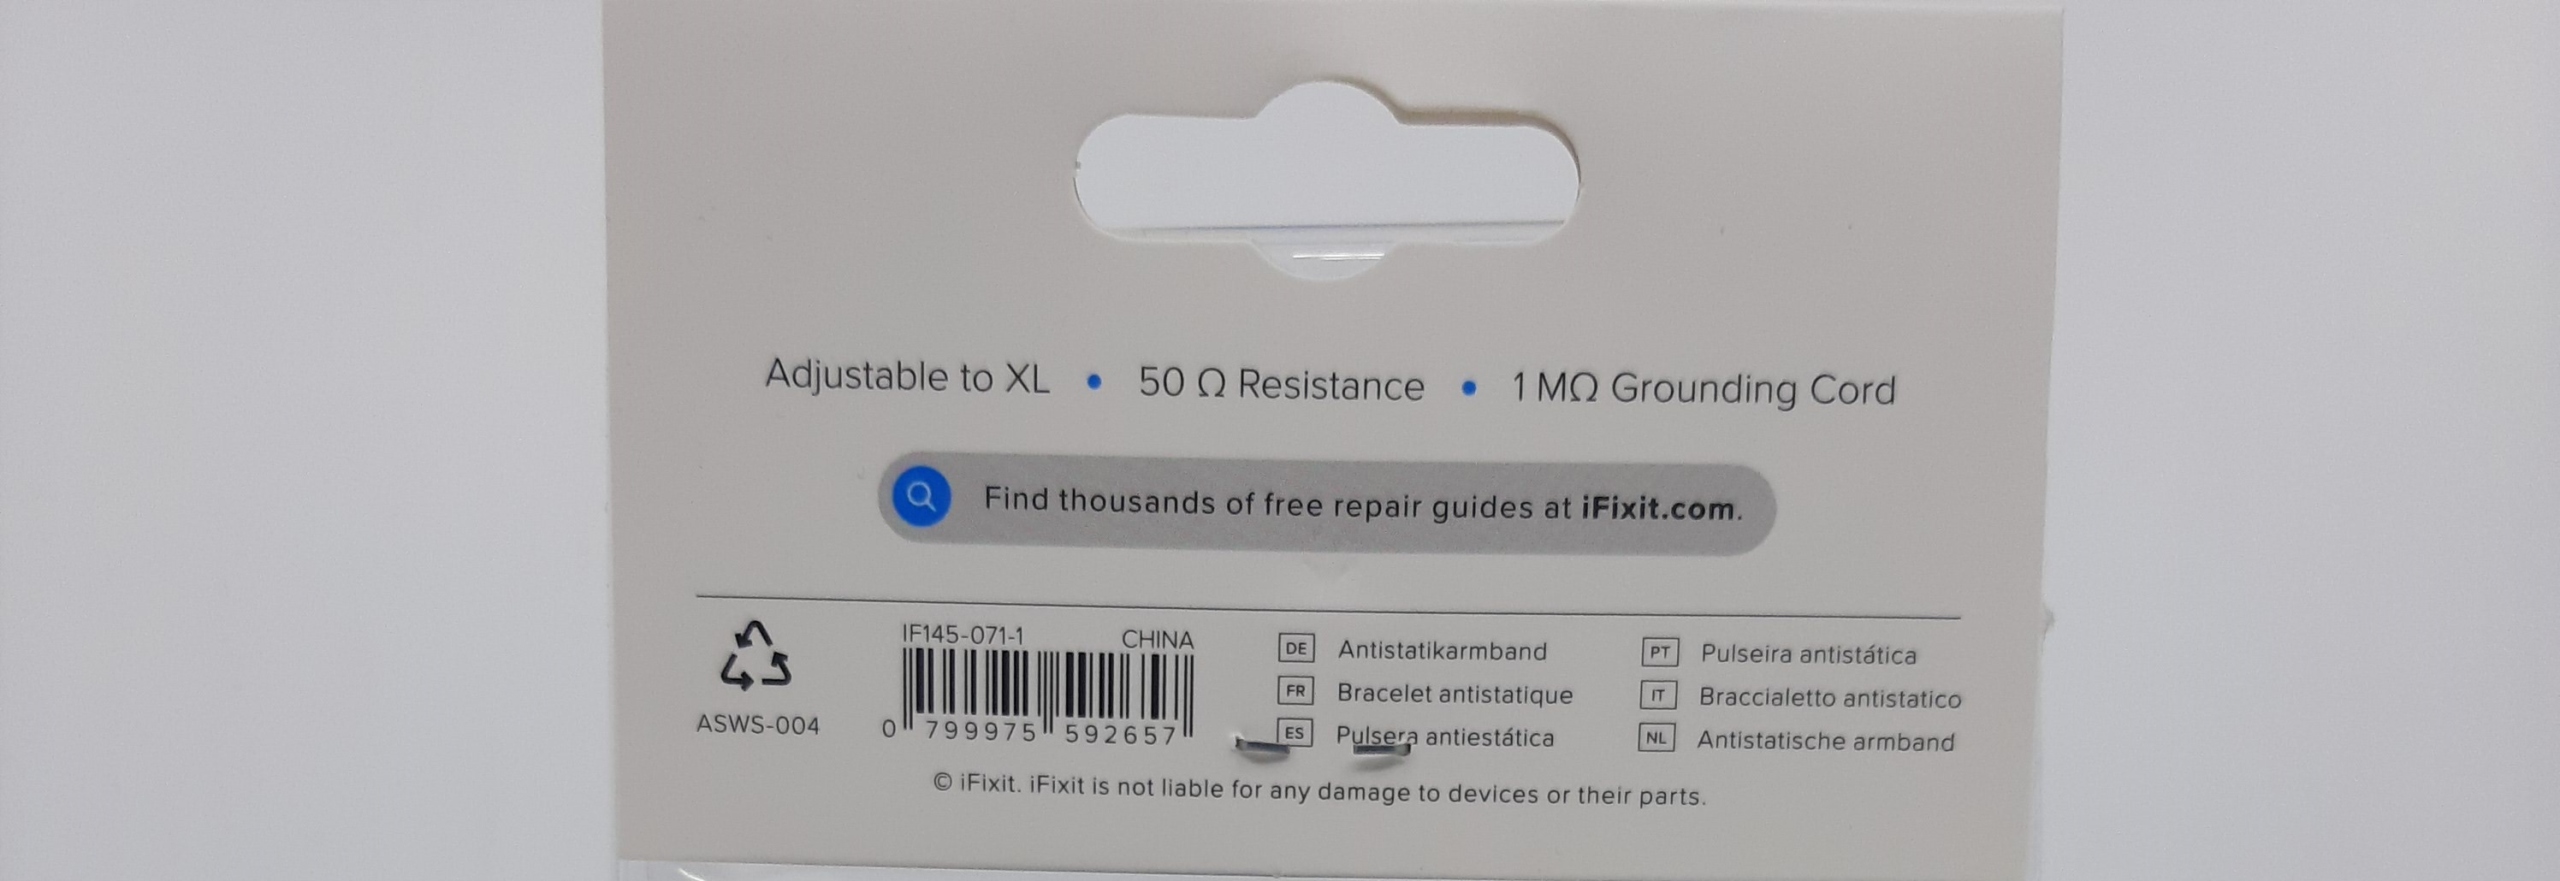 Adjustable to XL • 50 Ω Resistance • 1 MΩ Grounding Cord
Find thousands of free repair guides at iFixit.com.
IF145-071-1 CHINA
ASWS-004
0 799975 592657
DE Antistatikarmband
FR Bracelet antistatique
ES Pulsera antiestática
PT Pulseira antistática
IT Braccialetto antistatico
NL Antistatische armband
© iFixit. iFixit is not liable for any damage to devices or their parts.